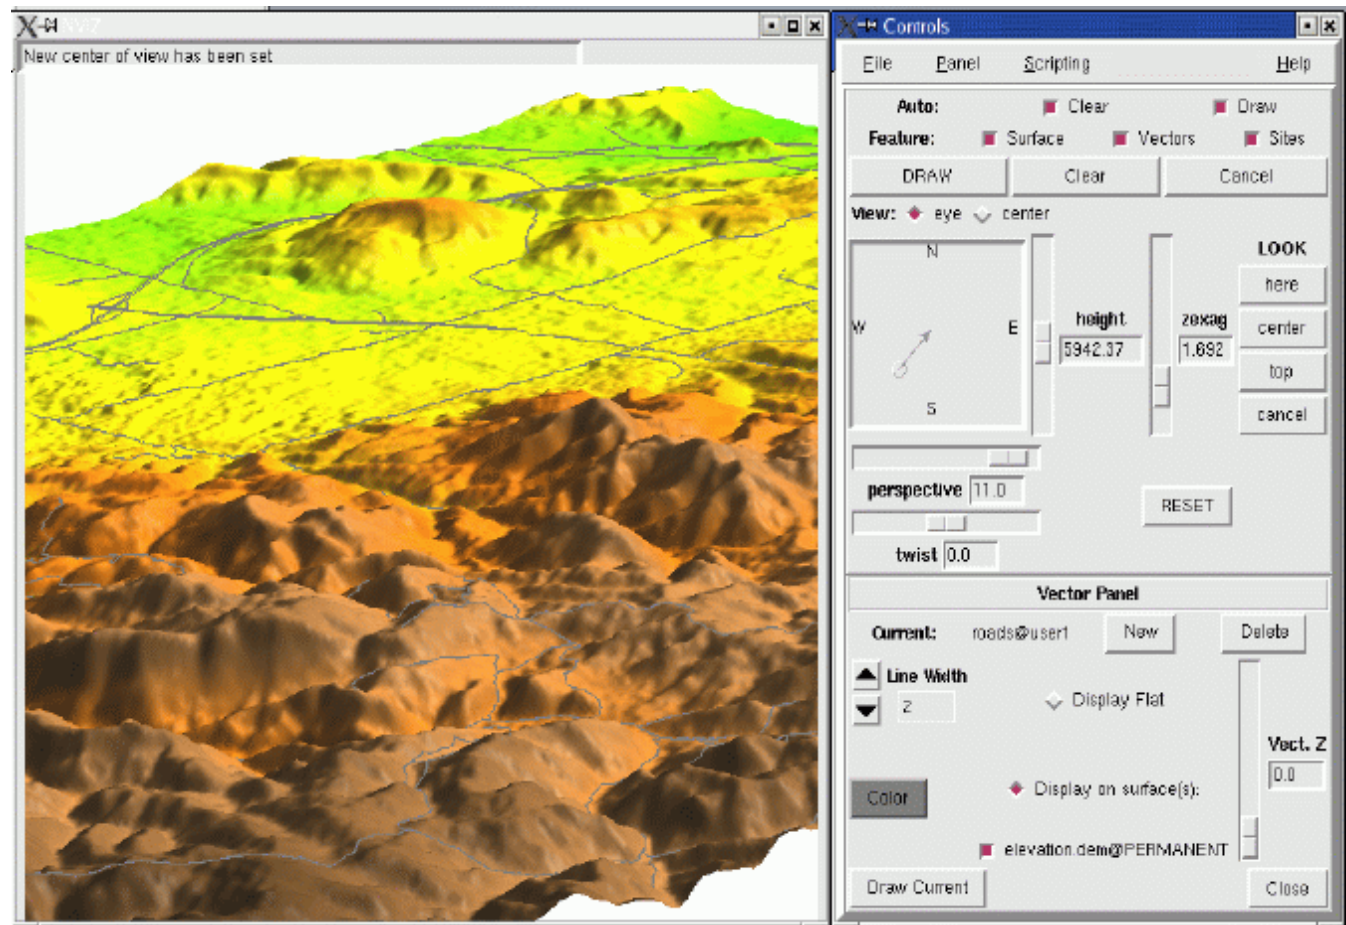 NVIZ
New center of view has been set
Controls
File Panel Scripting Help
Auto: Clear Draw
Feature: Surface Vectors Sites
DRAW Clear Cancel
View: eye center
N
W E
S
height
5942.37
zexag
1.692
LOOK
here
center
top
cancel
perspective 11.0
twist 0.0
RESET
Vector Panel
Current: roads@user1 New Delete
Line Width
2
Display Flat
Vect. Z
0.0
Color
Display on surface(s):
elevation.dem@PERMANENT
Draw Current Close